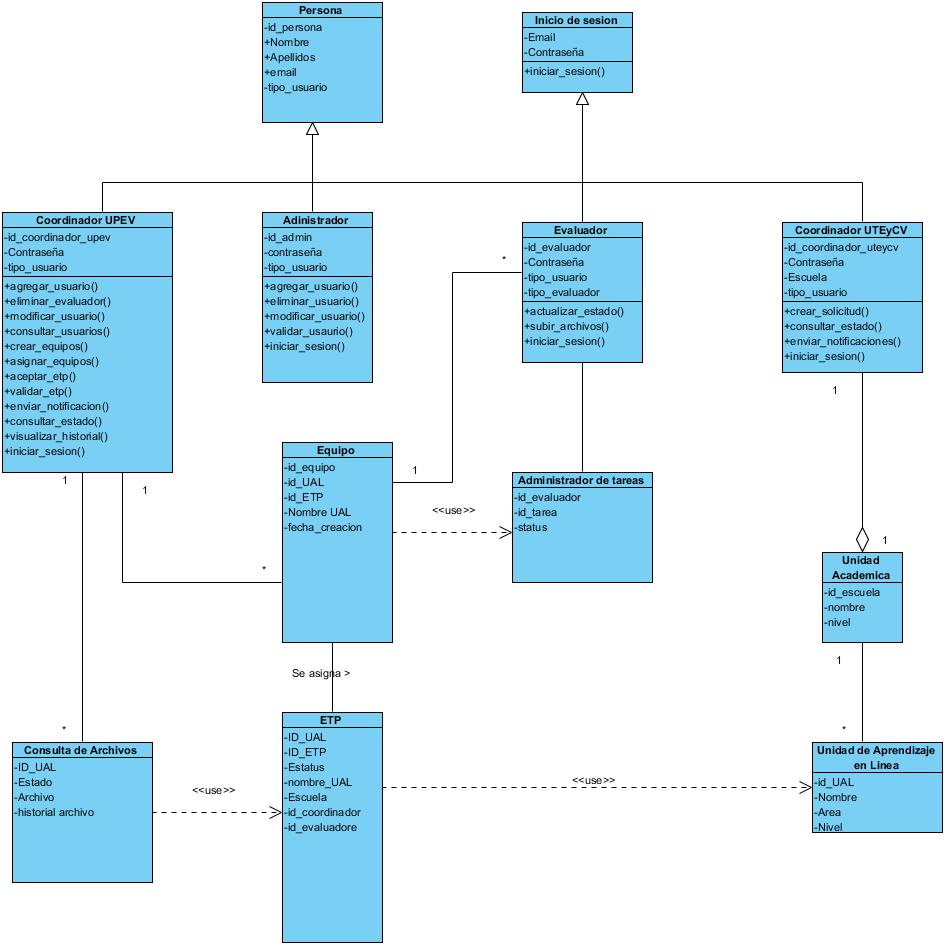 Persona
-id_persona
+Nombre
+Apellidos
+email
-tipo_usuario
Inicio de sesion
-Email
-Contraseña
+iniciar_sesion()
Coordinador UPEV
-id_coordinador_upev
-Contraseña
-tipo_usuario
+agregar_usuario()
+eliminar_evaluador()
+modificar_usuario()
+consultar_usuarios()
+crear_equipos()
+asignar_equipos()
+aceptar_etp()
+validar_etp()
+enviar_notificacion()
+consultar_estado()
+visualizar_historial()
+iniciar_sesion()
Adinistrador
-id_admin
-contraseña
-tipo_usuario
+agregar_usuario()
+eliminar_usuario()
+modificar_usuario()
+validar_usaurio()
+iniciar_sesion()
Evaluador
-id_evaluador
-Contraseña
-tipo_usuario
-tipo_evaluador
+actualizar_estado()
+subir_archivos()
+iniciar_sesion()
Coordinador UTEyCV
-id_coordinador_uteycv
-Contraseña
-Escuela
-tipo_usuario
+crear_solicitud()
+consultar_estado()
+enviar_notificaciones()
+iniciar_sesion()
*
1
1
1
1
*
Equipo
-id_equipo
-id_UAL
-id_ETP
-Nombre UAL
-fecha_creacion
<<use>>
Administrador de tareas
-id_evaluador
-id_tarea
-status
1
Unidad
Academica
-id_escuela
-nombre
-nivel
1
*
Se asigna >
*
Consulta de Archivos
-ID_UAL
-Estado
-Archivo
-historial archivo
<<use>>
ETP
-ID_UAL
-ID_ETP
-Estatus
-nombre_UAL
-Escuela
-id_coordinador
-id_evaluadore
<<use>>
Unidad de Aprendizaje
en Linea
-id_UAL
-Nombre
-Area
-Nivel